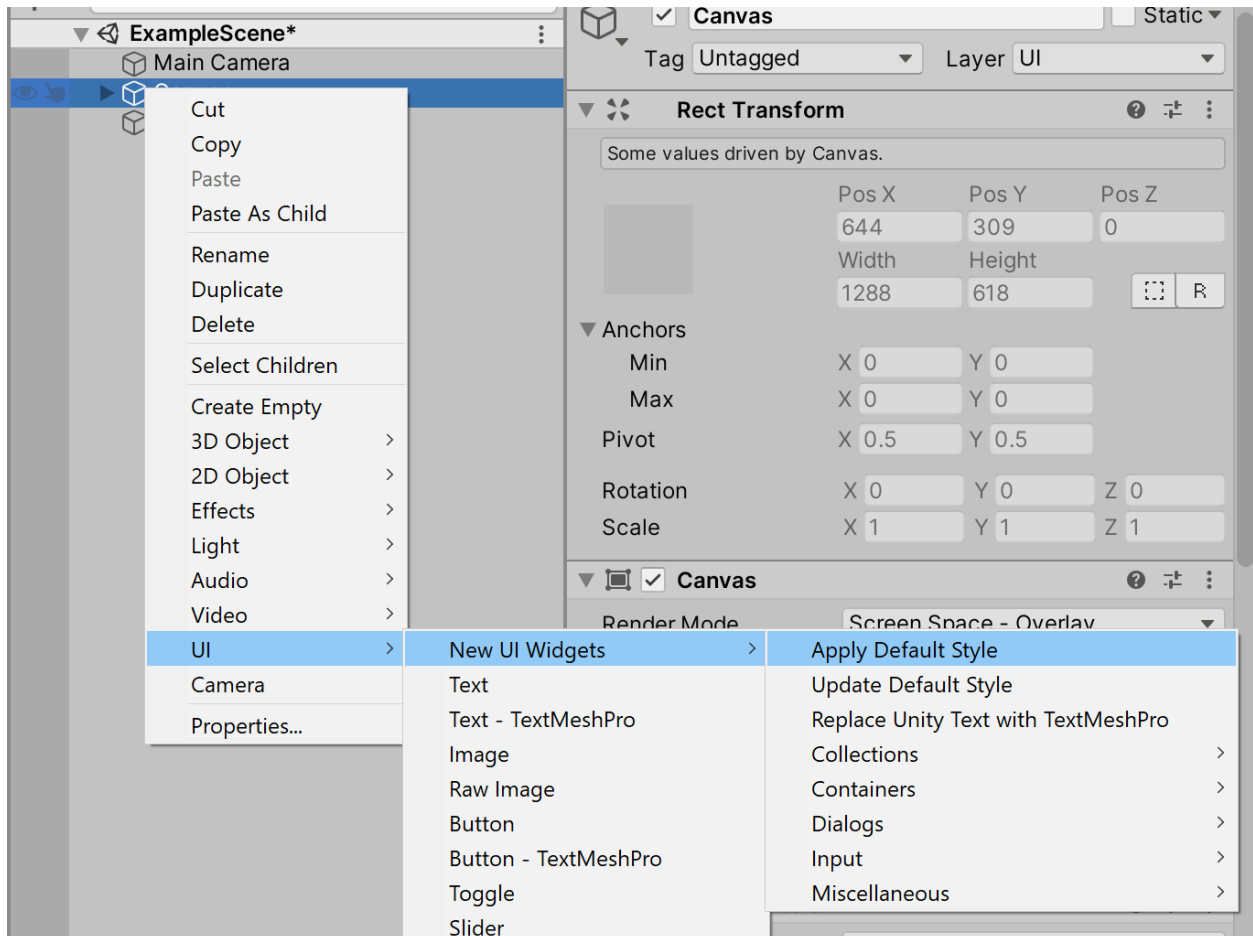 ExampleScene*
Main Camera
Cut
Copy
Paste
Paste As Child
Rename
Duplicate
Delete
Select Children
Create Empty
3D Object
2D Object
Effects
Light
Audio
Video
UI
Camera
Properties...
New UI Widgets
Text
Text - TextMeshPro
Image
Raw Image
Button
Button - TextMeshPro
Toggle
Slider
Apply Default Style
Update Default Style
Replace Unity Text with TextMeshPro
Collections
Containers
Dialogs
Input
Miscellaneous
Canvas Static
Tag Untagged Layer UI
Rect Transform
Some values driven by Canvas.
Pos X Pos Y Pos Z
644 309 0
Width Height
1288 618
R
Anchors
Min X 0 Y 0
Max X 0 Y 0
Pivot X 0.5 Y 0.5
Rotation X 0 Y 0 Z 0
Scale X 1 Y 1 Z 1
Canvas
Render Mode Screen Space - Overlay